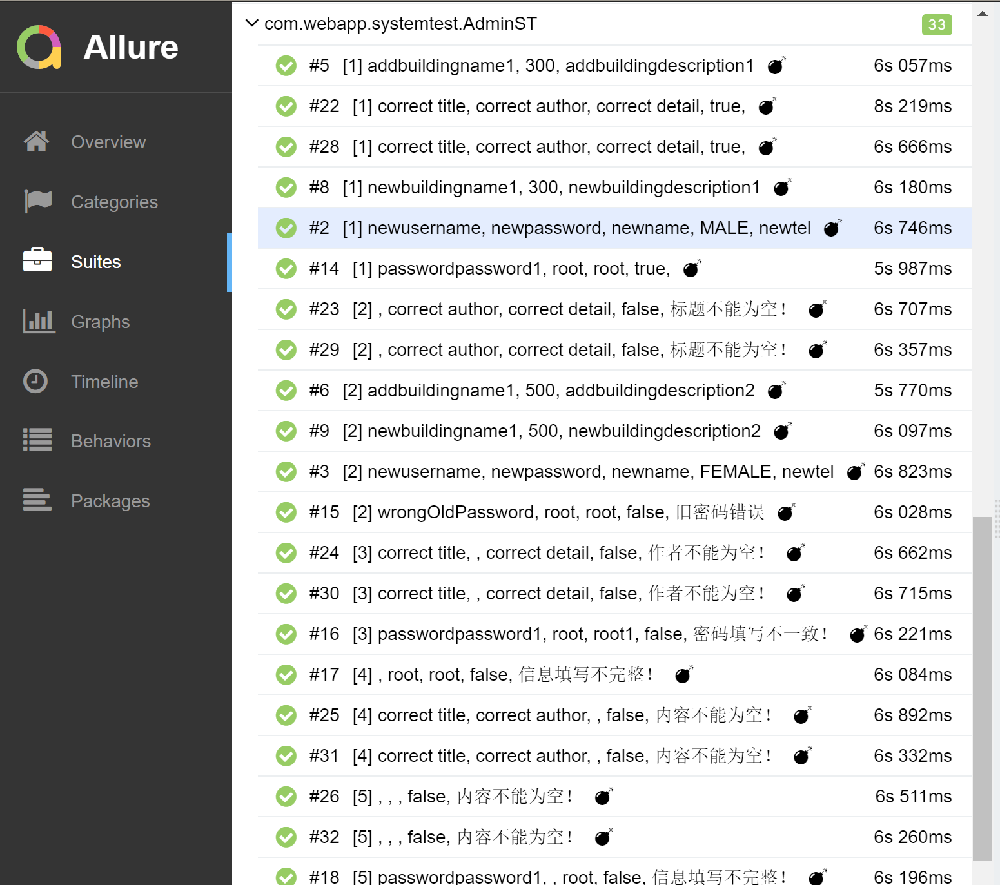 Allure
Overview
Categories
Suites
Graphs
Timeline
Behaviors
Packages
com.webapp.systemtest.AdminST 33
#5 [1] addbuildingname1, 300, addbuildingdescription1 6s 057ms
#22 [1] correct title, correct author, correct detail, true, 8s 219ms
#28 [1] correct title, correct author, correct detail, true, 6s 666ms
#8 [1] newbuildingname1, 300, newbuildingdescription1 6s 180ms
#2 [1] newusername, newpassword, newname, MALE, newtel 6s 746ms
#14 [1] passwordpassword1, root, root, true, 5s 987ms
#23 [2] , correct author, correct detail, false, 标题不能为空！ 6s 707ms
#29 [2] , correct author, correct detail, false, 标题不能为空！ 6s 357ms
#6 [2] addbuildingname1, 500, addbuildingdescription2 5s 770ms
#9 [2] newbuildingname1, 500, newbuildingdescription2 6s 097ms
#3 [2] newusername, newpassword, newname, FEMALE, newtel 6s 823ms
#15 [2] wrongOldPassword, root, root, false, 旧密码错误 6s 028ms
#24 [3] correct title, , correct detail, false, 作者不能为空！ 6s 662ms
#30 [3] correct title, , correct detail, false, 作者不能为空！ 6s 715ms
#16 [3] passwordpassword1, root, root1, false, 密码填写不一致！ 6s 221ms
#17 [4] , root, root, false, 信息填写不完整！ 6s 084ms
#25 [4] correct title, correct author, , false, 内容不能为空！ 6s 892ms
#31 [4] correct title, correct author, , false, 内容不能为空！ 6s 332ms
#26 [5] , , , false, 内容不能为空！ 6s 511ms
#32 [5] , , , false, 内容不能为空！ 6s 260ms
#18 [5] passwordpassword1, , root, false, 信息填写不完整！ 6s 196ms